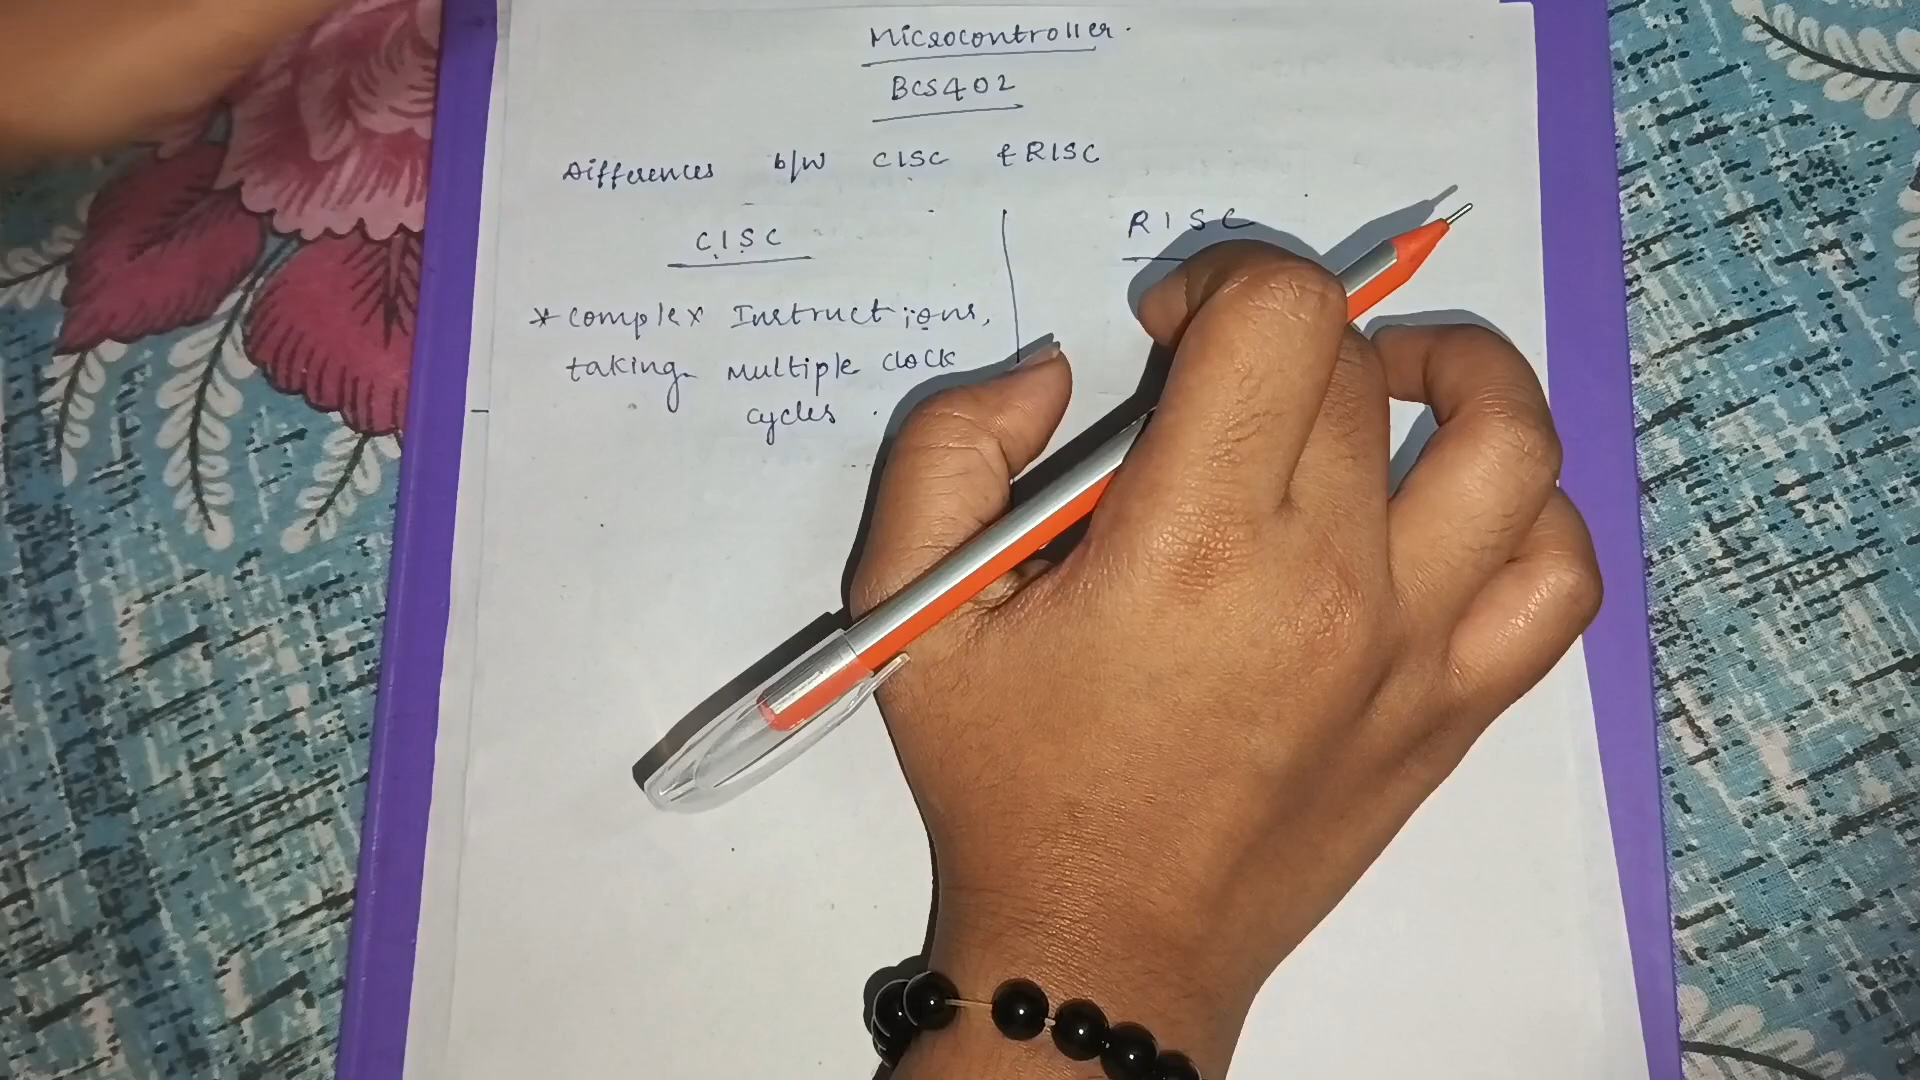 Microcontroller.
BCS402
Differences b/w CISC & RISC
CISC
RISC
* complex Instructions,
taking multiple clock
cycles.